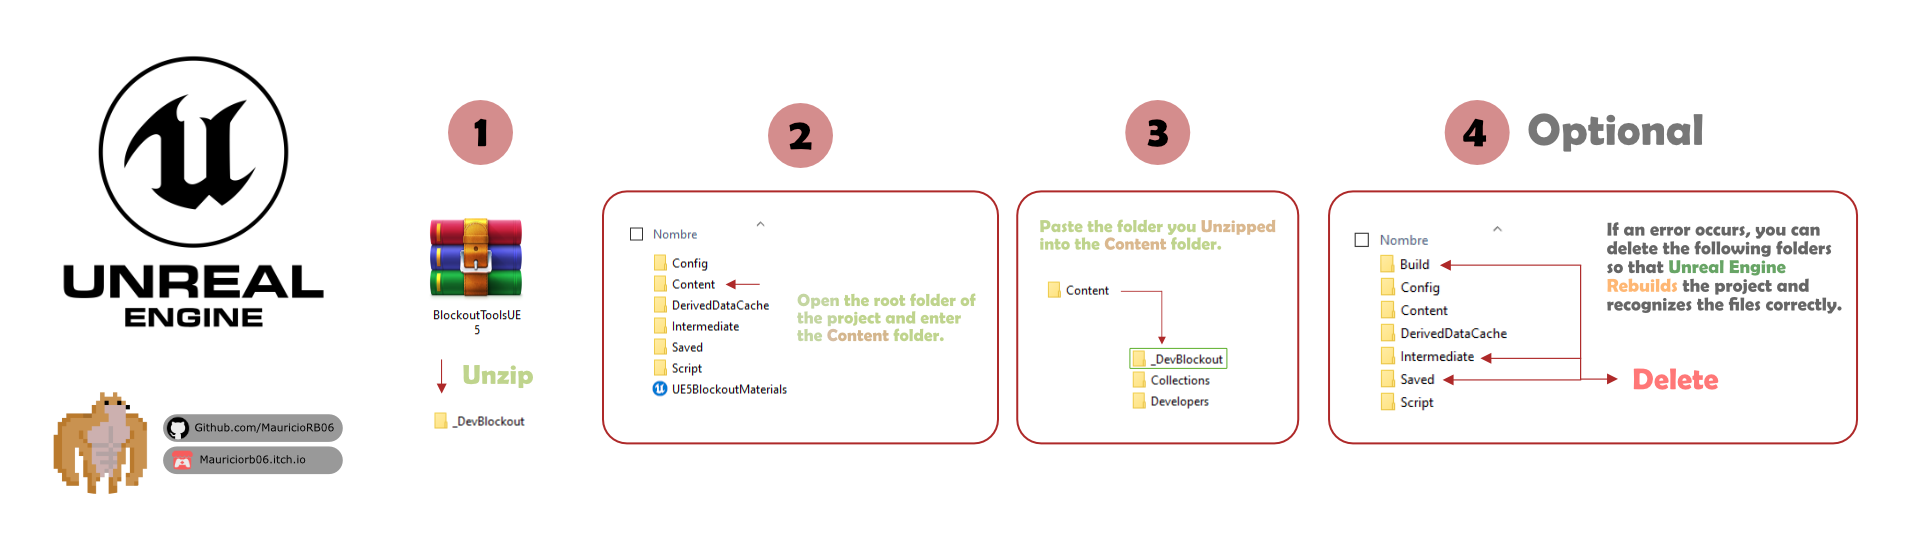 UNREAL
ENGINE
Github.com/MauricioRB06
Mauriciorb06.itch.io
1
BlockoutToolsUE
5
Unzip
_DevBlockout
2
Nombre
Config
Content
DerivedDataCache
Intermediate
Saved
Script
UE5BlockoutMaterials
Open the root folder of
the project and enter
the Content folder.
3
Paste the folder you Unzipped
into the Content folder.
Content
_DevBlockout
Collections
Developers
4 Optional
Nombre
Build
Config
Content
DerivedDataCache
Intermediate
Saved
Script
If an error occurs, you can
delete the following folders
so that Unreal Engine
Rebuilds the project and
recognizes the files correctly.
Delete